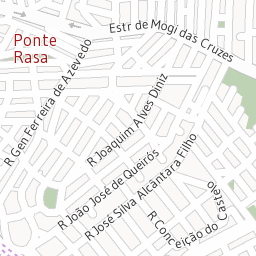 Estr de Mogi das Cruzes
Ponte
Rasa
R Gen Ferreira de Azevedo
R Joaquim Alves Diniz
R João José de Queirós
R José Silva Alcântara Filho
R Conceição do Castelo